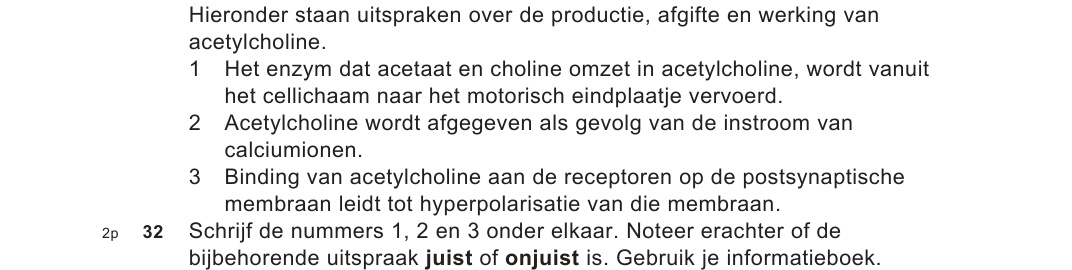 Hieronder staan uitspraken over de productie, afgifte en werking van
acetylcholine.
1 Het enzym dat acetaat en choline omzet in acetylcholine, wordt vanuit
het cellichaam naar het motorisch eindplaatje vervoerd.
2 Acetylcholine wordt afgegeven als gevolg van de instroom van
calciumionen.
3 Binding van acetylcholine aan de receptoren op de postsynaptische
membraan leidt tot hyperpolarisatie van die membraan.
2p 32 Schrijf de nummers 1, 2 en 3 onder elkaar. Noteer erachter of de
bijbehorende uitspraak juist of onjuist is. Gebruik je informatieboek.